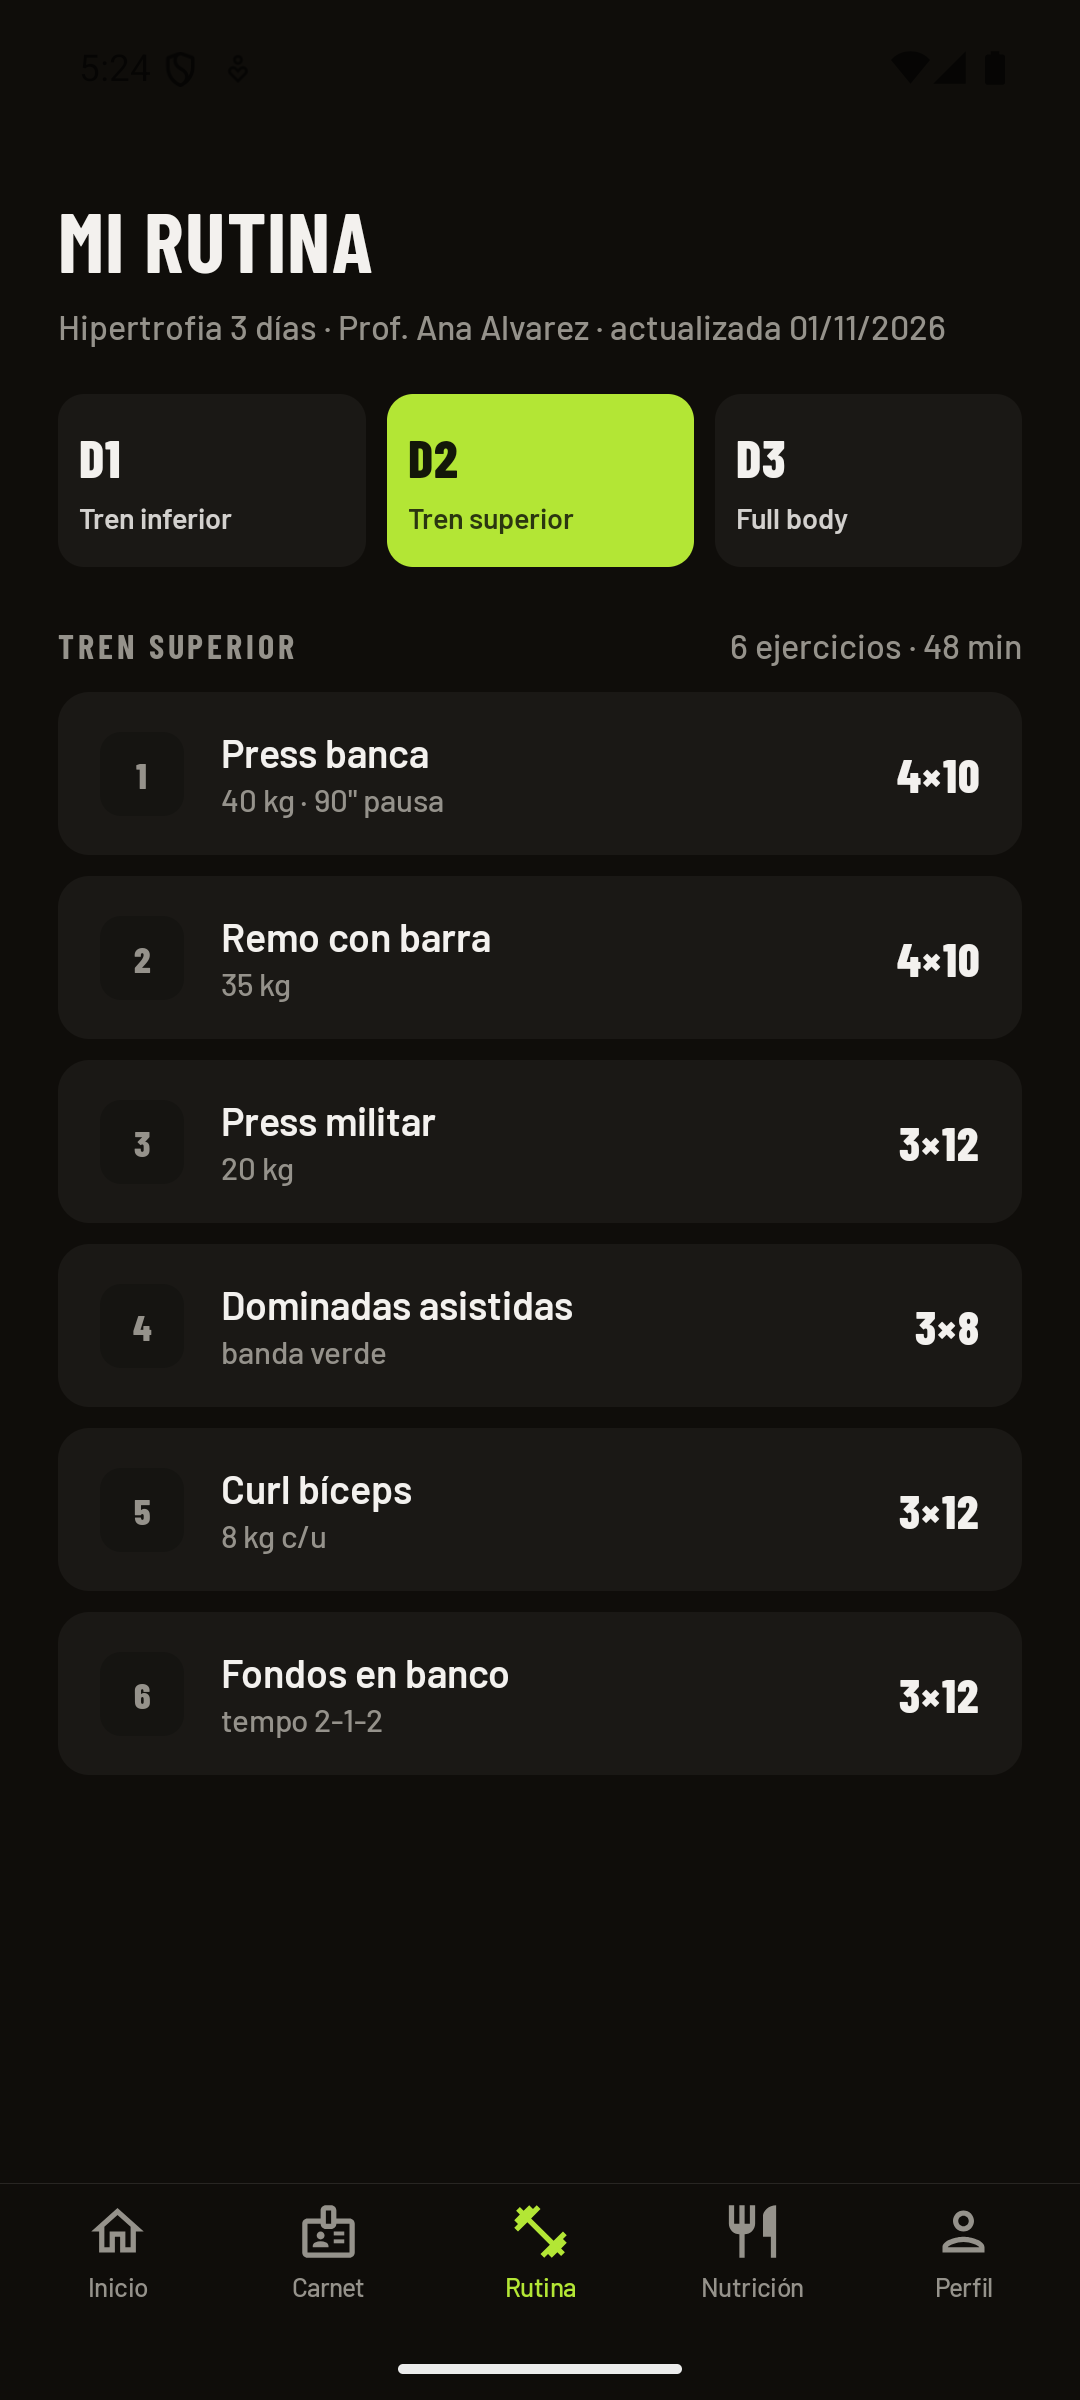 5:24
MI RUTINA
Hipertrofia 3 días · Prof. Ana Alvarez · actualizada 01/11/2026
D1
Tren inferior
D2
Tren superior
D3
Full body
TREN SUPERIOR
6 ejercicios · 48 min
1
Press banca
40 kg · 90" pausa
4×10
2
Remo con barra
35 kg
4×10
3
Press militar
20 kg
3×12
4
Dominadas asistidas
banda verde
3×8
5
Curl bíceps
8 kg c/u
3×12
6
Fondos en banco
tempo 2-1-2
3×12
Inicio
Carnet
Rutina
Nutrición
Perfil